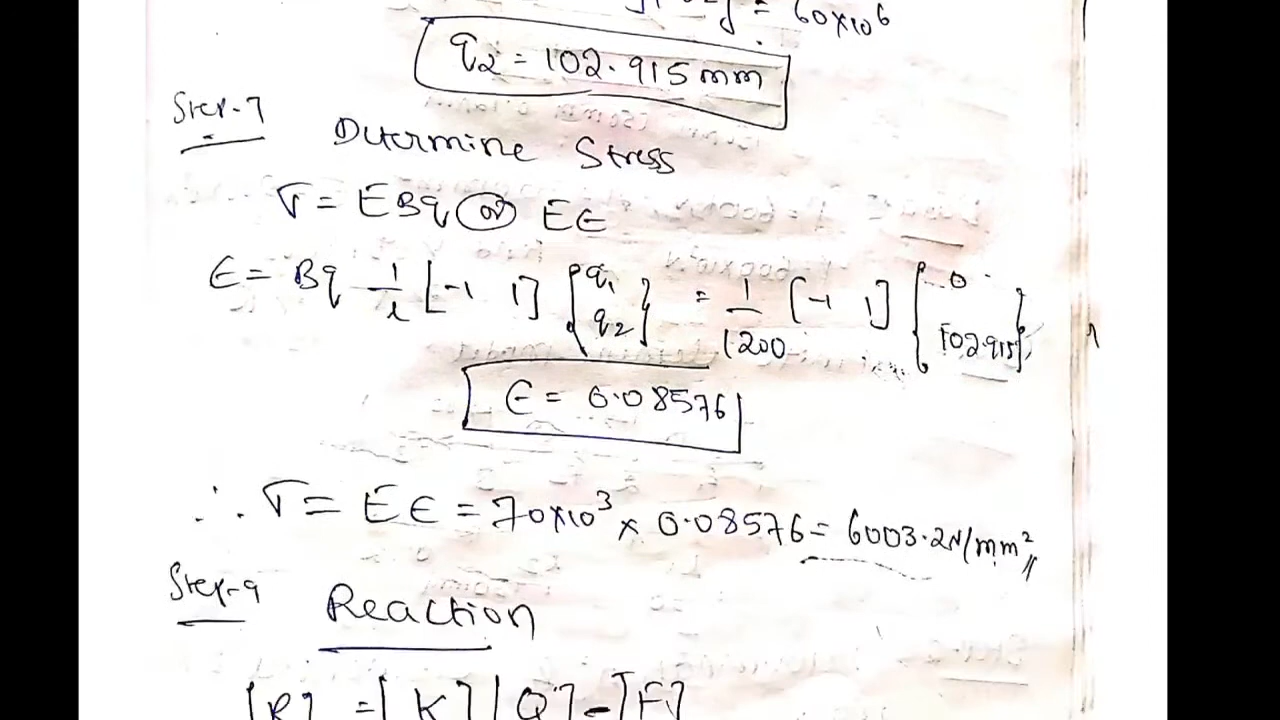 = 60×10⁶
q₂ = 102.915 mm
Step-7
Determine Stress
σ = EBq (or) Eϵ
ϵ = Bq 1/l [-1 1] {q₁ q₂} = 1/1200 [-1 1] {0 102.915}
ϵ = 0.08576
∴ σ = Eϵ = 70×10³ × 0.08576 = 6003.2 N/mm²
Step-9
Reaction
[R] = [K] [Q] - [F]